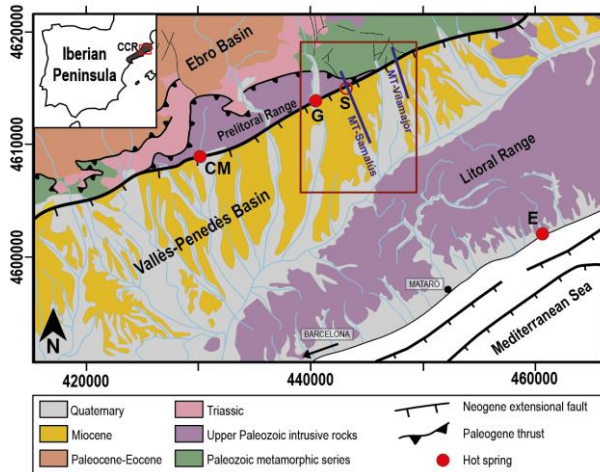 4620000
4610000
4600000
Iberian
Peninsula
CCR
Ebro Basin
Prelitoral Range
CM
G
S
MT-Samalús
MT-Vilamajor
Litoral Range
Vallès-Penedès Basin
E
MATARÓ
BARCELONA
Mediterranean Sea
N
420000
440000
460000
Quaternary
Miocene
Paleocene-Eocene
Triassic
Upper Paleozoic intrusive rocks
Paleozoic metamorphic series
Neogene extensional fault
Paleogene thrust
Hot spring